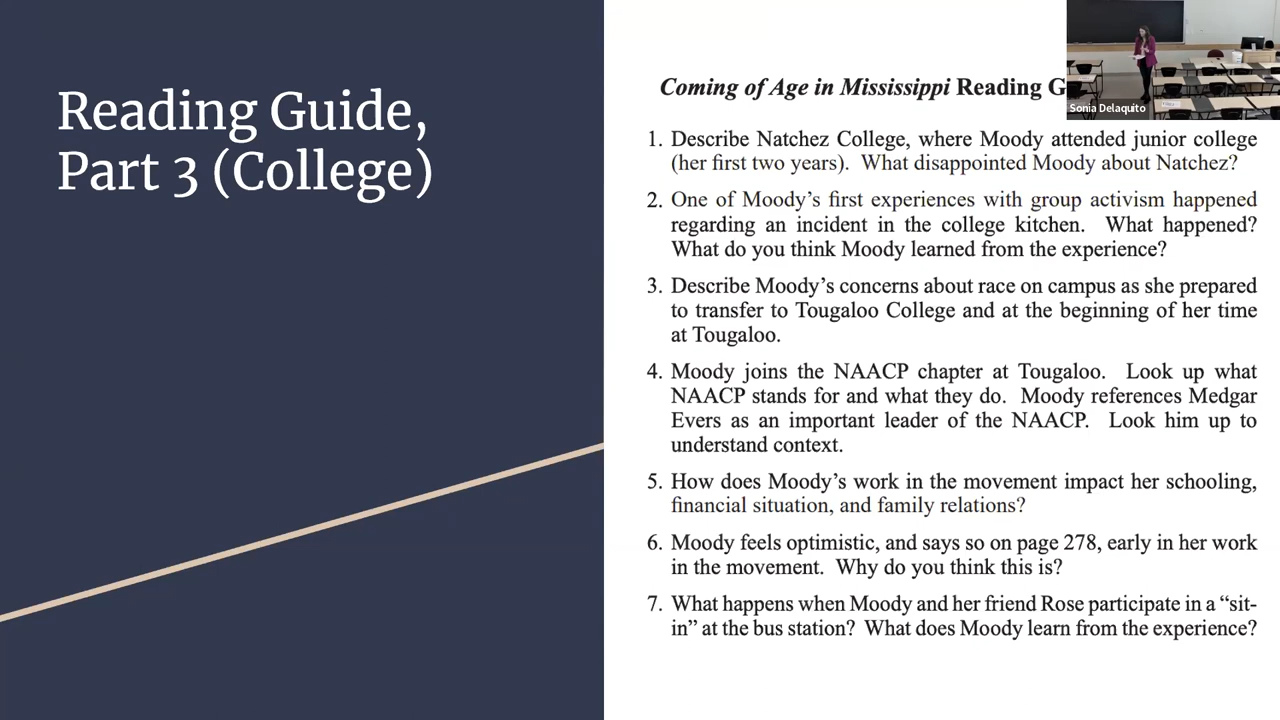 Reading Guide,
Part 3 (College)
Coming of Age in Mississippi Reading
Sonia Delaquito
1. Describe Natchez College, where Moody attended junior college
(her first two years). What disappointed Moody about Natchez?
2. One of Moody’s first experiences with group activism happened
regarding an incident in the college kitchen. What happened?
What do you think Moody learned from the experience?
3. Describe Moody’s concerns about race on campus as she prepared
to transfer to Tougaloo College and at the beginning of her time
at Tougaloo.
4. Moody joins the NAACP chapter at Tougaloo. Look up what
NAACP stands for and what they do. Moody references Medgar
Evers as an important leader of the NAACP. Look him up to
understand context.
5. How does Moody’s work in the movement impact her schooling,
financial situation, and family relations?
6. Moody feels optimistic, and says so on page 278, early in her work
in the movement. Why do you think this is?
7. What happens when Moody and her friend Rose participate in a “sit-
in” at the bus station? What does Moody learn from the experience?